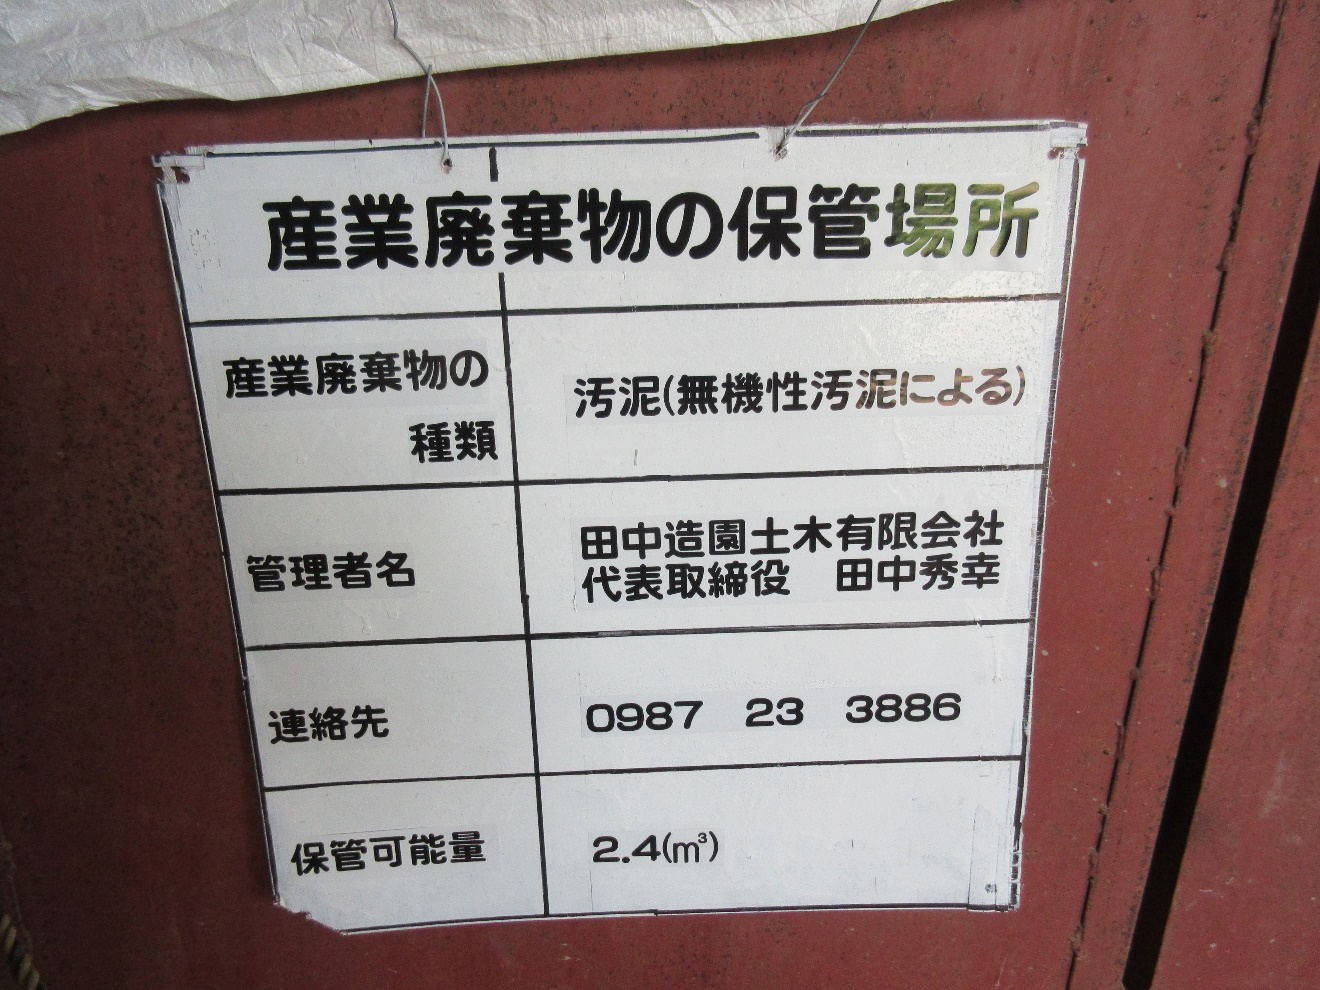 産業廃棄物の保管場所
産業廃棄物の
種類
汚泥(無機性汚泥による)
管理者名
田中造園土木有限会社
代表取締役　田中秀幸
連絡先
0987　23　3886
保管可能量
2.4(㎥)